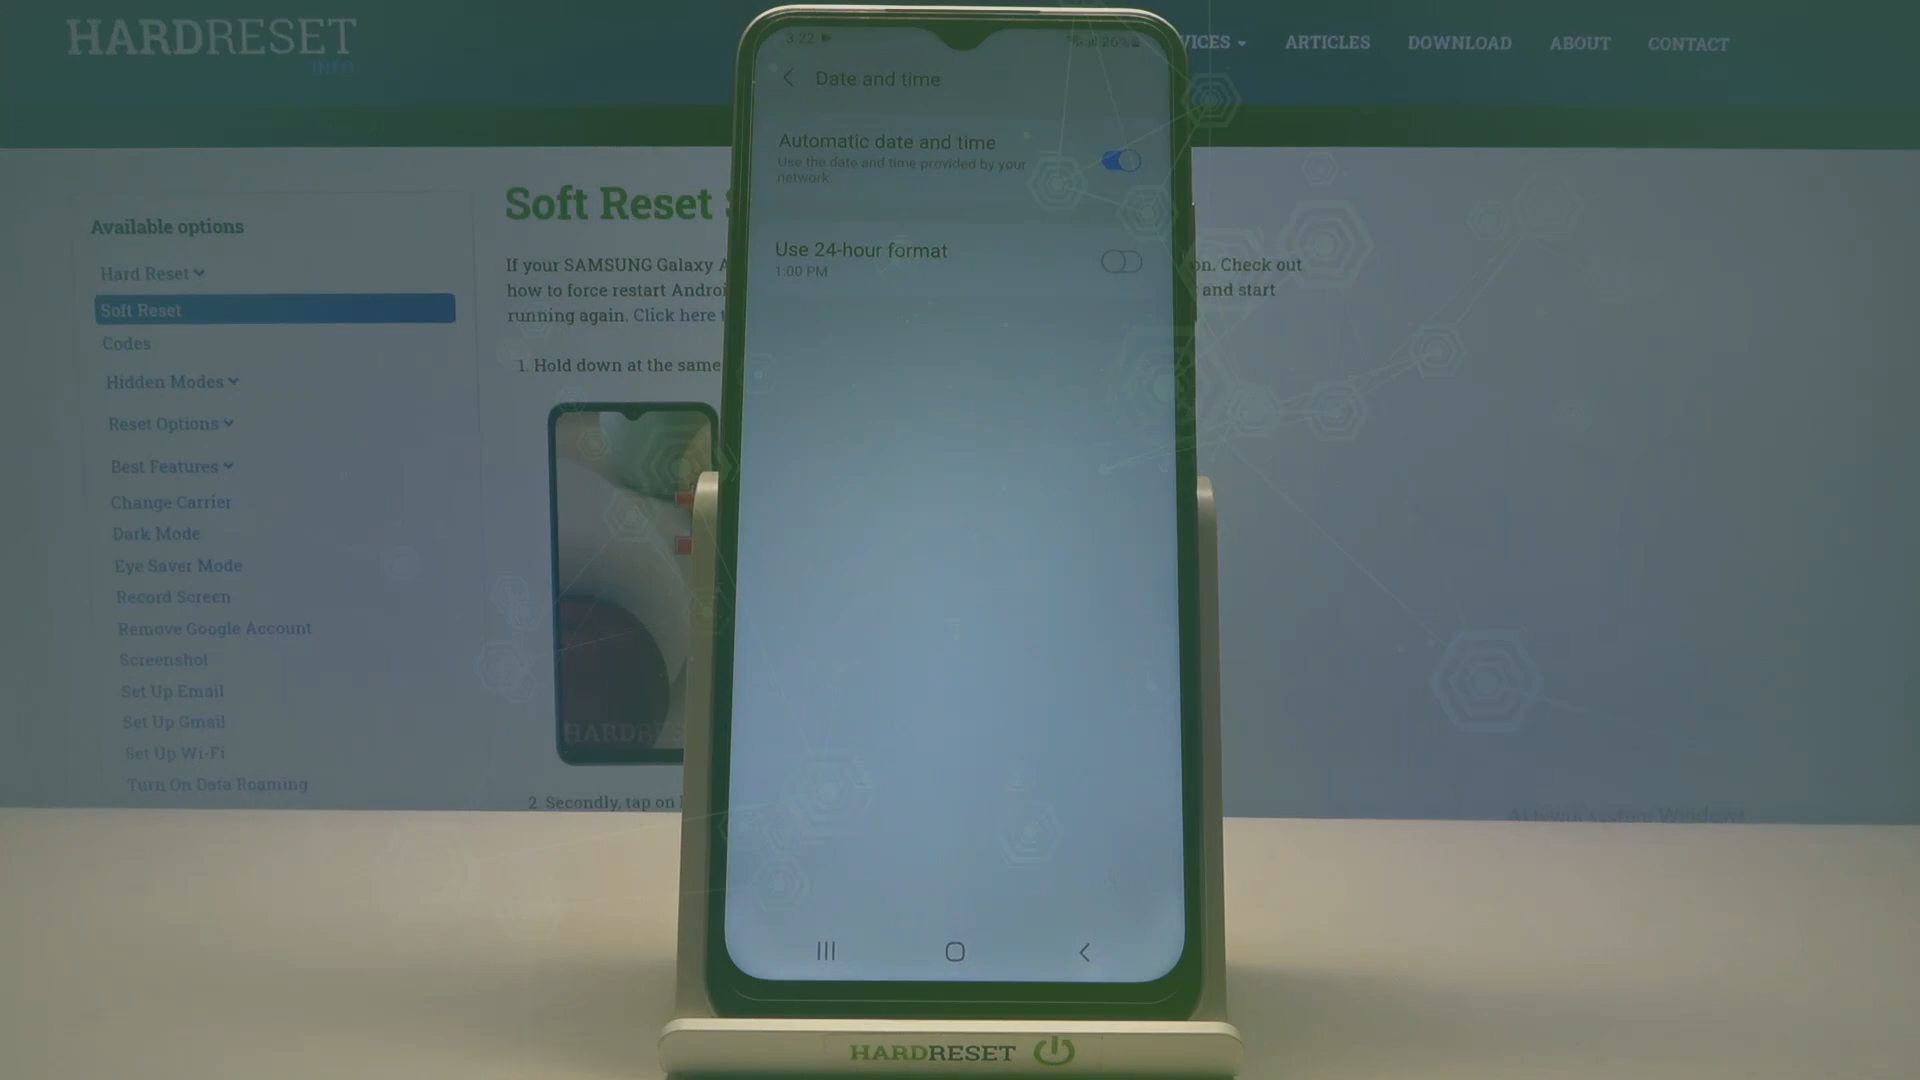 HARDRESET
INFO
VICES
ARTICLES
DOWNLOAD
ABOUT
CONTACT
3:22
26%
Date and time
Automatic date and time
Use the date and time provided by your
network.
Use 24-hour format
1:00 PM
Available options
Hard Reset
Soft Reset
Codes
Hidden Modes
Reset Options
Best Features
Change Carrier
Dark Mode
Eye Saver Mode
Record Screen
Remove Google Account
Screenshot
Set Up Email
Set Up Gmail
Set Up Wi-Fi
Turn On Data Roaming
Soft Reset
If your SAMSUNG Galaxy A on. Check out
how to force restart Androi and start
running again. Click here t
1. Hold down at the same
HARDRES
2. Secondly, tap on
HARDRESET